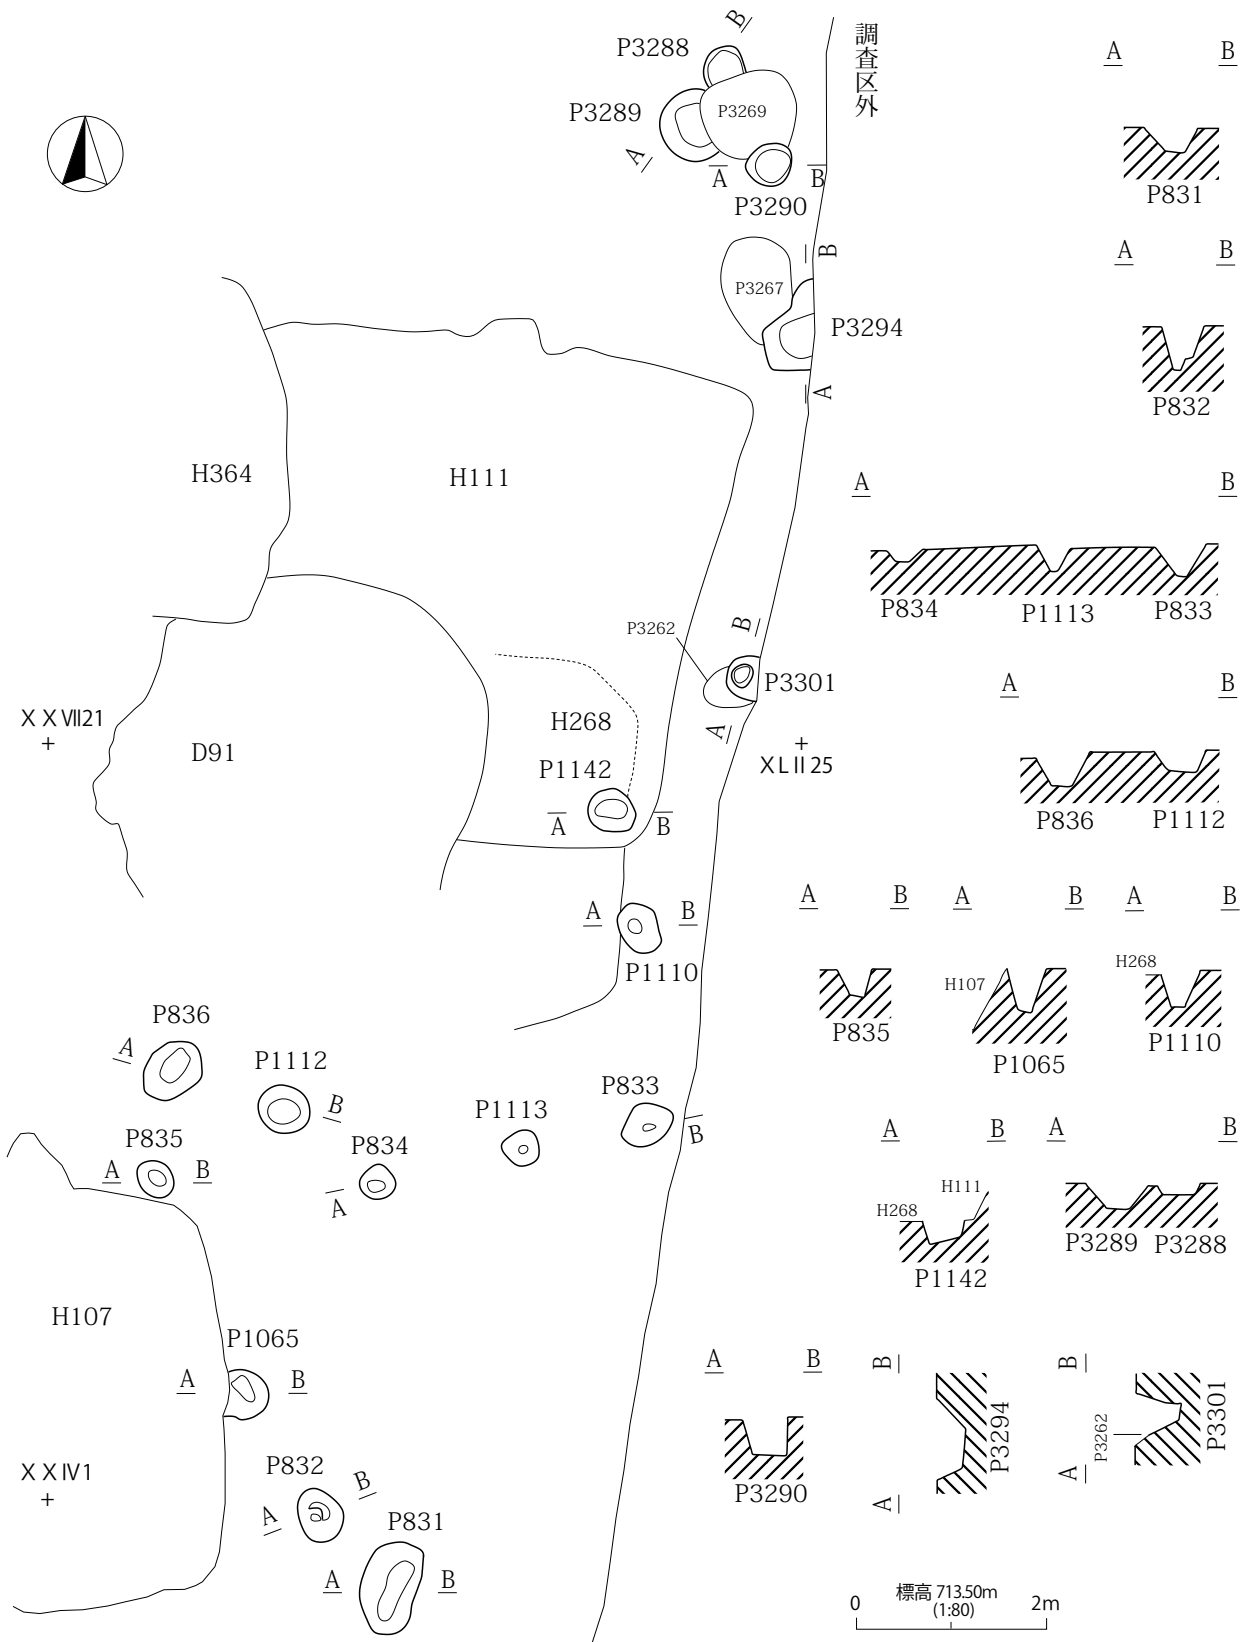 B
P3288
調査区外
A B
P3289
P3269
A
A B
P831
P3290
B
A B
P3267
P3294
A
P832
H364
H111
A B
P834 P1113 P833
P3262
B
P3301
A
A B
XXⅦ21
D91
H268
XLⅡ25
P1142
A B
P836 P1112
A B
P1110
A B
A B
A B
H107
H268
P835
P1065
P1110
P836
A
P1112
B
P833
B
P1113
P835
A B
P834
A
A B
A B
H111
H268
P1142
P3289 P3288
H107
P1065
A B
A B
P3290
B
P3294
A
B
P3262
P3301
A
XXⅣ1
P832
A B
P831
A B
標高 713.50m
0 (1:80) 2m